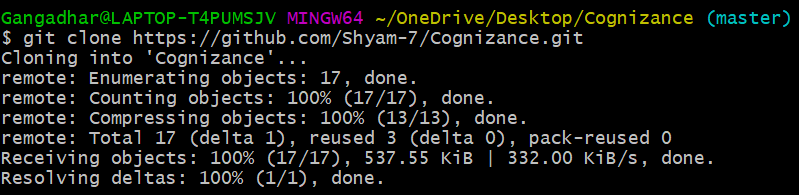 Gangadhar@LAPTOP-T4PUMSJV MINGW64 ~/OneDrive/Desktop/Cognizance (master)
$ git clone https://github.com/Shyam-7/Cognizance.git
Cloning into 'Cognizance'...
remote: Enumerating objects: 17, done.
remote: Counting objects: 100% (17/17), done.
remote: Compressing objects: 100% (13/13), done.
remote: Total 17 (delta 1), reused 3 (delta 0), pack-reused 0
Receiving objects: 100% (17/17), 537.55 KiB | 332.00 KiB/s, done.
Resolving deltas: 100% (1/1), done.